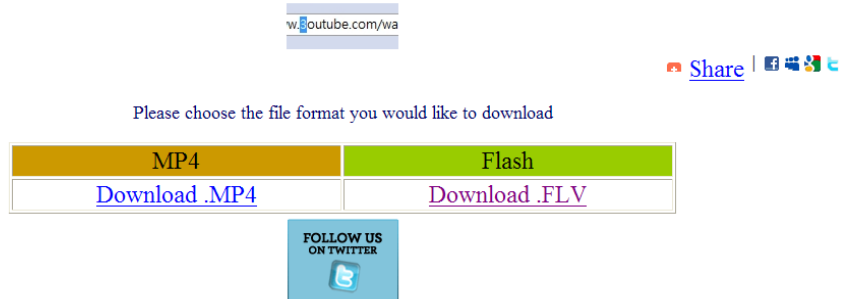 w.3outube.com/wa
Share |
Please choose the file format you would like to download
MP4 Flash
Download .MP4 Download .FLV
FOLLOW US
ON TWITTER